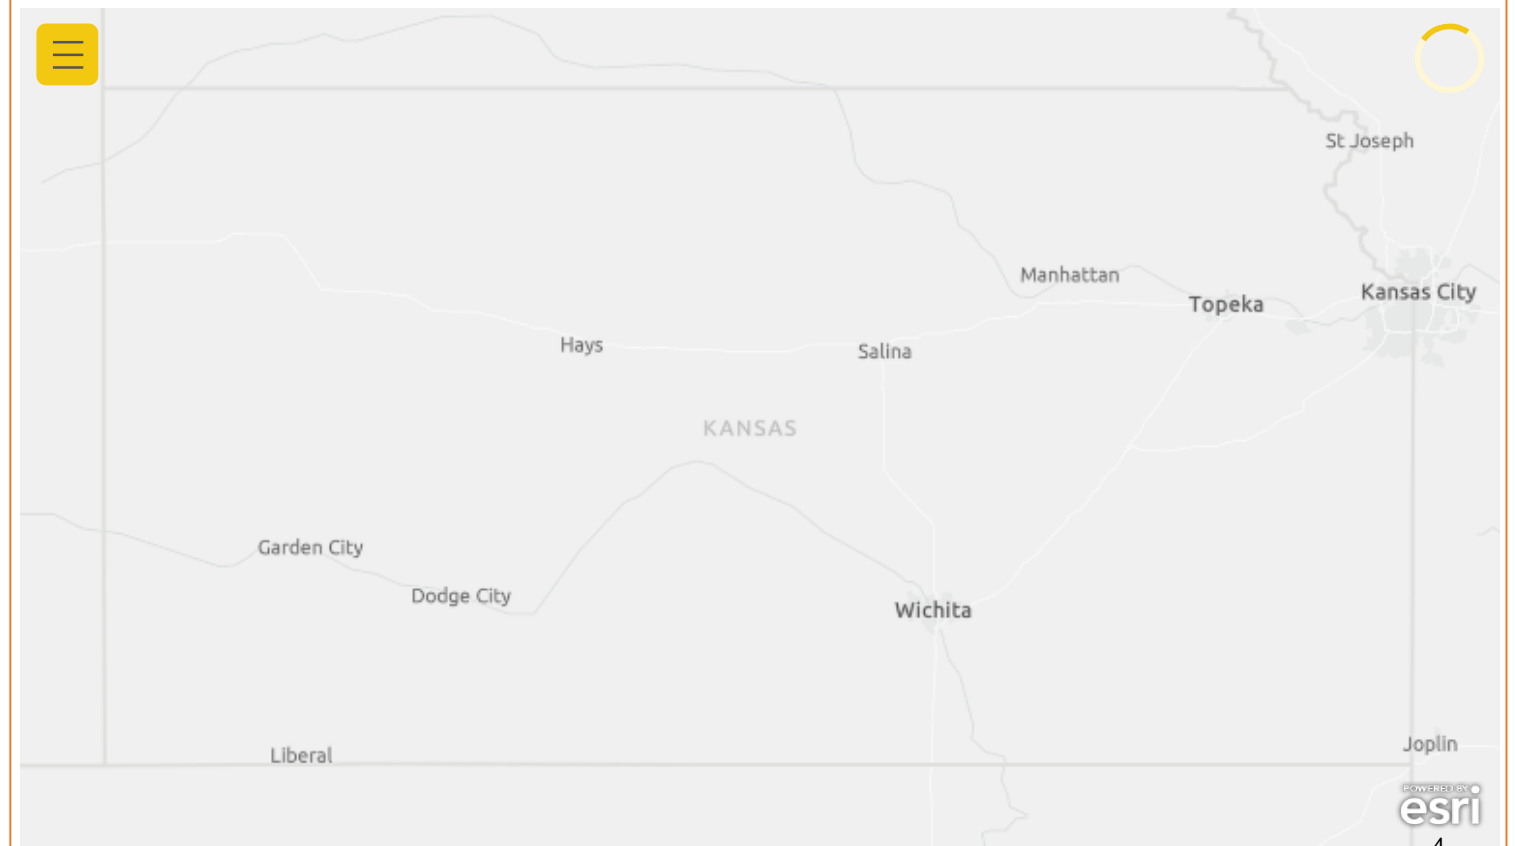 St Joseph
Manhattan
Topeka
Kansas City
Hays
Salina
KANSAS
Garden City
Dodge City
Wichita
Liberal
Joplin
POWERED BY
esri
4